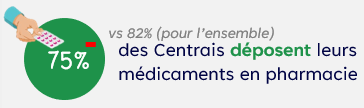 vs 82% (pour l'ensemble)
75%
des Centrais déposent leurs
médicaments en pharmacie